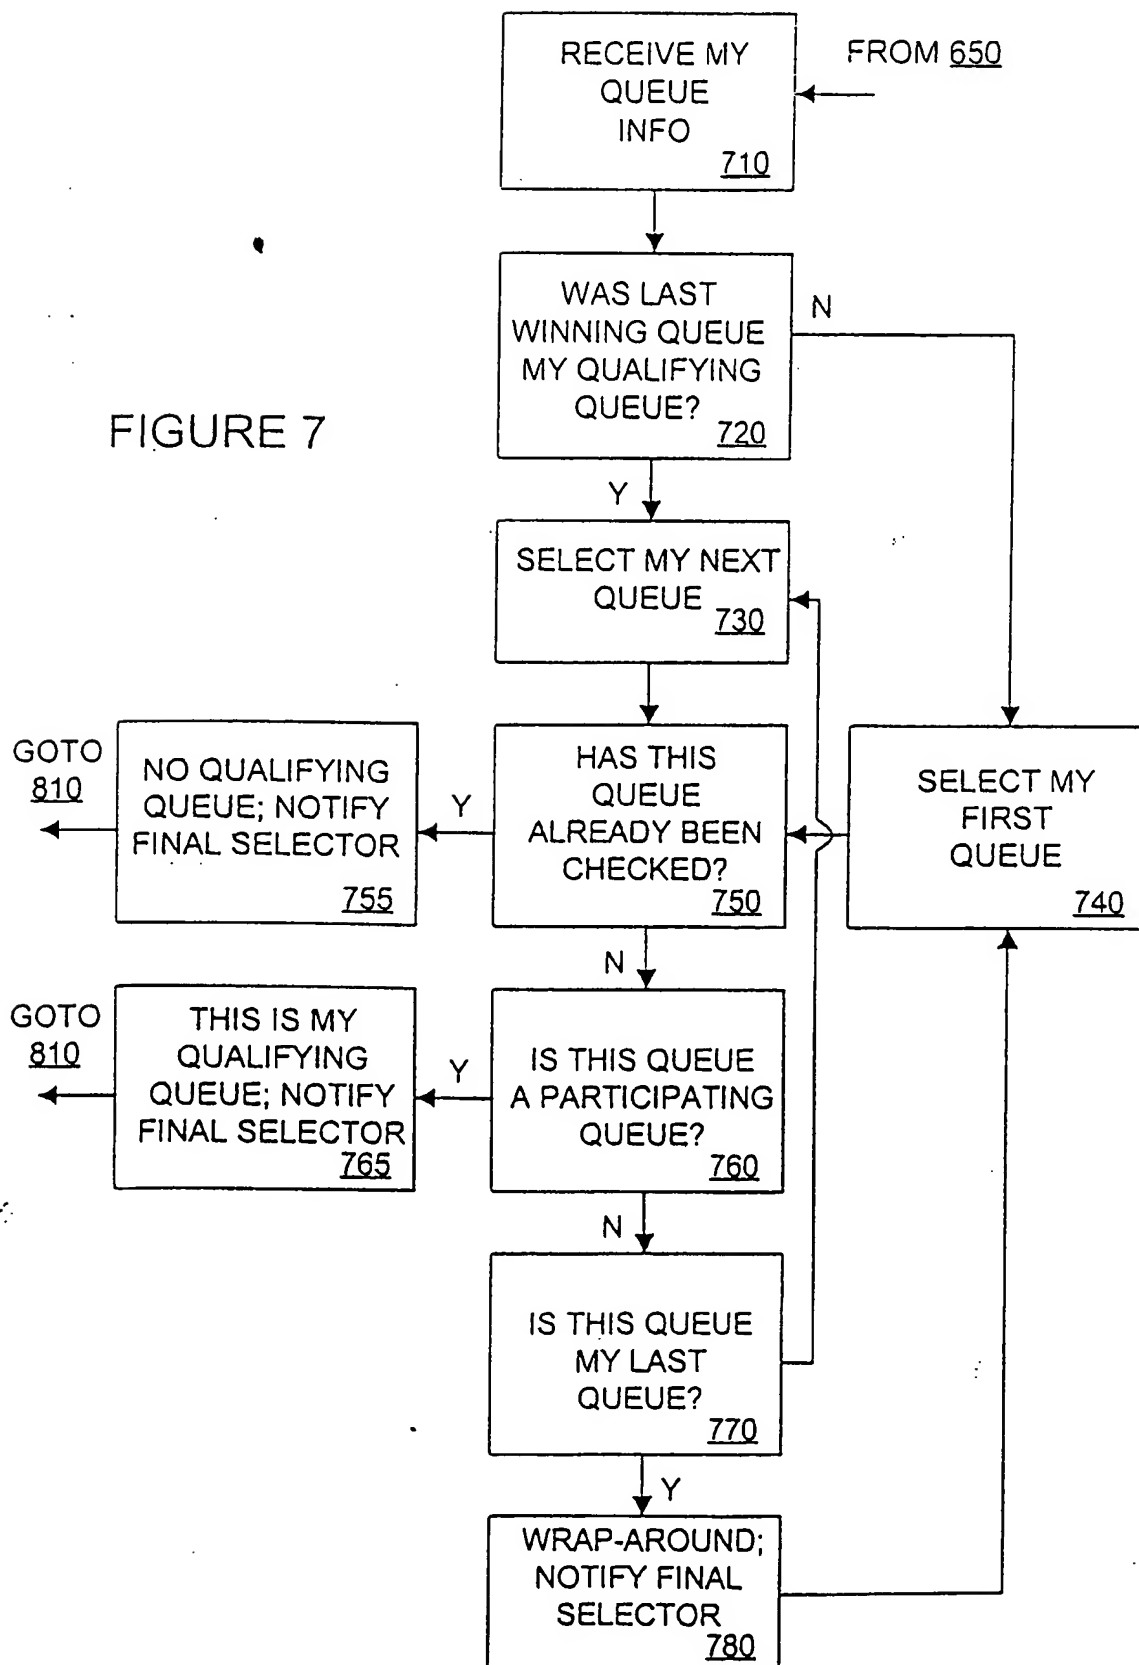 RECEIVE MY
QUEUE
INFO
710
FROM 650
WAS LAST
WINNING QUEUE
MY QUALIFYING
QUEUE?
720
N
FIGURE 7
Y
SELECT MY NEXT
QUEUE
730
GOTO
810
NO QUALIFYING
QUEUE; NOTIFY
FINAL SELECTOR
755
Y
HAS THIS
QUEUE
ALREADY BEEN
CHECKED?
750
SELECT MY
FIRST
QUEUE
740
N
GOTO
810
THIS IS MY
QUALIFYING
QUEUE; NOTIFY
FINAL SELECTOR
765
Y
IS THIS QUEUE
A PARTICIPATING
QUEUE?
760
N
IS THIS QUEUE
MY LAST
QUEUE?
770
Y
WRAP-AROUND;
NOTIFY FINAL
SELECTOR
780